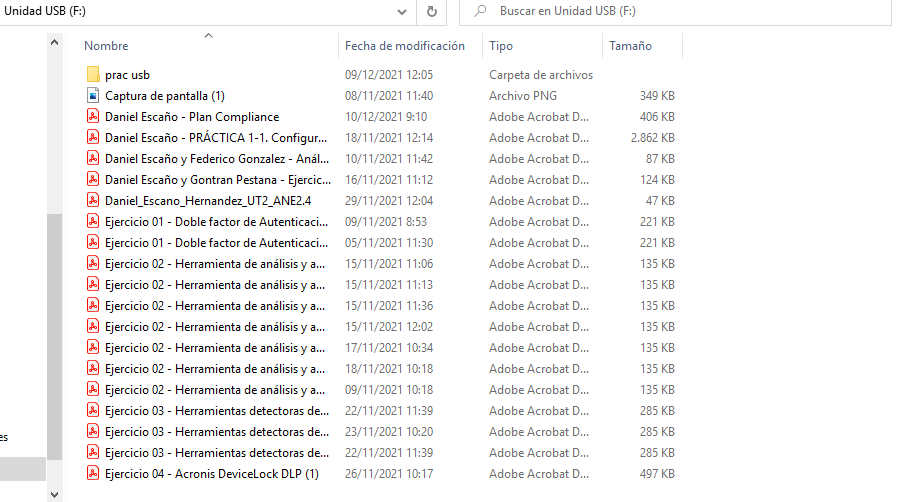 Unidad USB (F:)
Buscar en Unidad USB (F:)
Nombre Fecha de modificación Tipo Tamaño
prac usb 09/12/2021 12:05 Carpeta de archivos
Captura de pantalla (1) 08/11/2021 11:40 Archivo PNG 349 KB
Daniel Escaño - Plan Compliance 10/12/2021 9:10 Adobe Acrobat D... 406 KB
Daniel Escaño - PRÁCTICA 1-1. Configur... 18/11/2021 12:14 Adobe Acrobat D... 2.862 KB
Daniel Escaño y Federico Gonzalez - Anál... 10/11/2021 11:42 Adobe Acrobat D... 87 KB
Daniel Escaño y Gontran Pestana - Ejercic... 16/11/2021 11:12 Adobe Acrobat D... 124 KB
Daniel_Escano_Hernandez_UT2_ANE2.4 29/11/2021 12:04 Adobe Acrobat D... 47 KB
Ejercicio 01 - Doble factor de Autenticaci... 09/11/2021 8:53 Adobe Acrobat D... 221 KB
Ejercicio 01 - Doble factor de Autenticaci... 05/11/2021 11:30 Adobe Acrobat D... 221 KB
Ejercicio 02 - Herramienta de análisis y a... 15/11/2021 11:06 Adobe Acrobat D... 135 KB
Ejercicio 02 - Herramienta de análisis y a... 15/11/2021 11:13 Adobe Acrobat D... 135 KB
Ejercicio 02 - Herramienta de análisis y a... 15/11/2021 11:36 Adobe Acrobat D... 135 KB
Ejercicio 02 - Herramienta de análisis y a... 15/11/2021 12:02 Adobe Acrobat D... 135 KB
Ejercicio 02 - Herramienta de análisis y a... 17/11/2021 10:34 Adobe Acrobat D... 135 KB
Ejercicio 02 - Herramienta de análisis y a... 18/11/2021 10:18 Adobe Acrobat D... 135 KB
Ejercicio 02 - Herramienta de análisis y a... 09/11/2021 10:18 Adobe Acrobat D... 135 KB
Ejercicio 03 - Herramientas detectoras de... 22/11/2021 11:39 Adobe Acrobat D... 285 KB
es Ejercicio 03 - Herramientas detectoras de... 23/11/2021 10:20 Adobe Acrobat D... 285 KB
Ejercicio 03 - Herramientas detectoras de... 22/11/2021 11:39 Adobe Acrobat D... 285 KB
Ejercicio 04 - Acronis DeviceLock DLP (1) 26/11/2021 10:17 Adobe Acrobat D... 497 KB